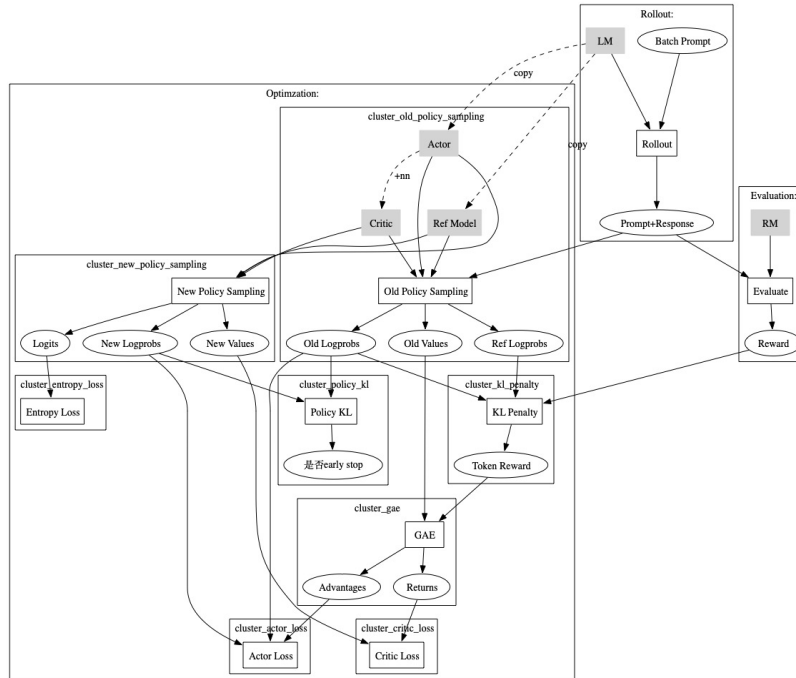 Rollout:
LM
Batch Prompt
copy
Optimzation:
cluster_old_policy_sampling
Actor
copy
Rollout
+nn
Evaluation:
Critic
Ref Model
Prompt+Response
RM
cluster_new_policy_sampling
New Policy Sampling
Old Policy Sampling
Evaluate
Logits
New Logprobs
New Values
Old Logprobs
Old Values
Ref Logprobs
Reward
cluster_entropy_loss
cluster_policy_kl
cluster_kl_penalty
Entropy Loss
Policy KL
KL Penalty
是否early stop
Token Reward
cluster_gae
GAE
Advantages
Returns
cluster_actor_loss
cluster_critic_loss
Actor Loss
Critic Loss